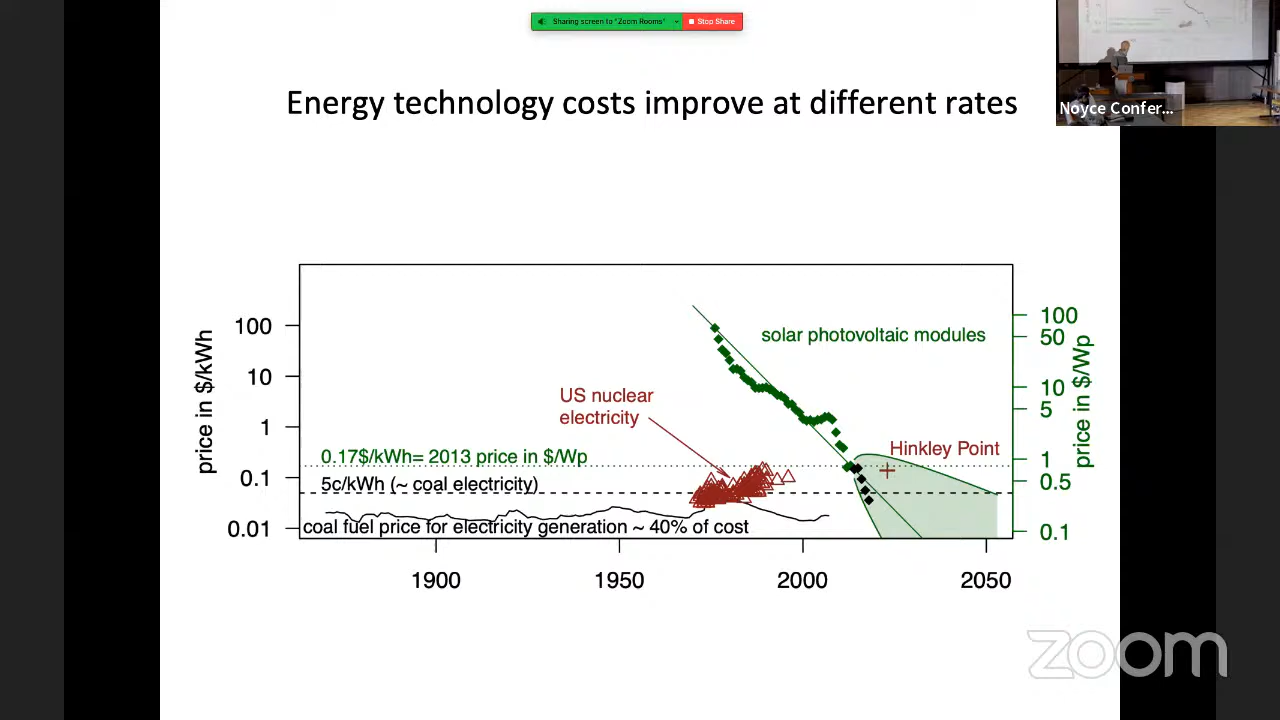 Sharing screen to "Zoom Rooms"
Stop Share
Noyce Confer...
Energy technology costs improve at different rates
price in $/kWh
100
10
1
0.1
0.01
solar photovoltaic modules
US nuclear
electricity
Hinkley Point
0.17$/kWh= 2013 price in $/Wp
5c/kWh (~ coal electricity)
coal fuel price for electricity generation ~ 40% of cost
100
50
10
5
1
0.5
0.1
price in $/Wp
1900
1950
2000
2050
zoom